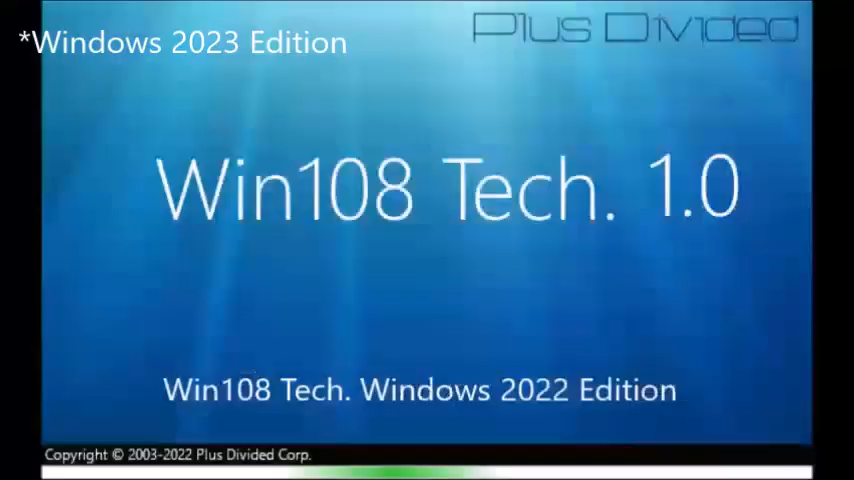 *Windows 2023 Edition
Plus Divided
Win108 Tech. 1.0
Win108 Tech. Windows 2022 Edition
Copyright © 2003-2022 Plus Divided Corp.